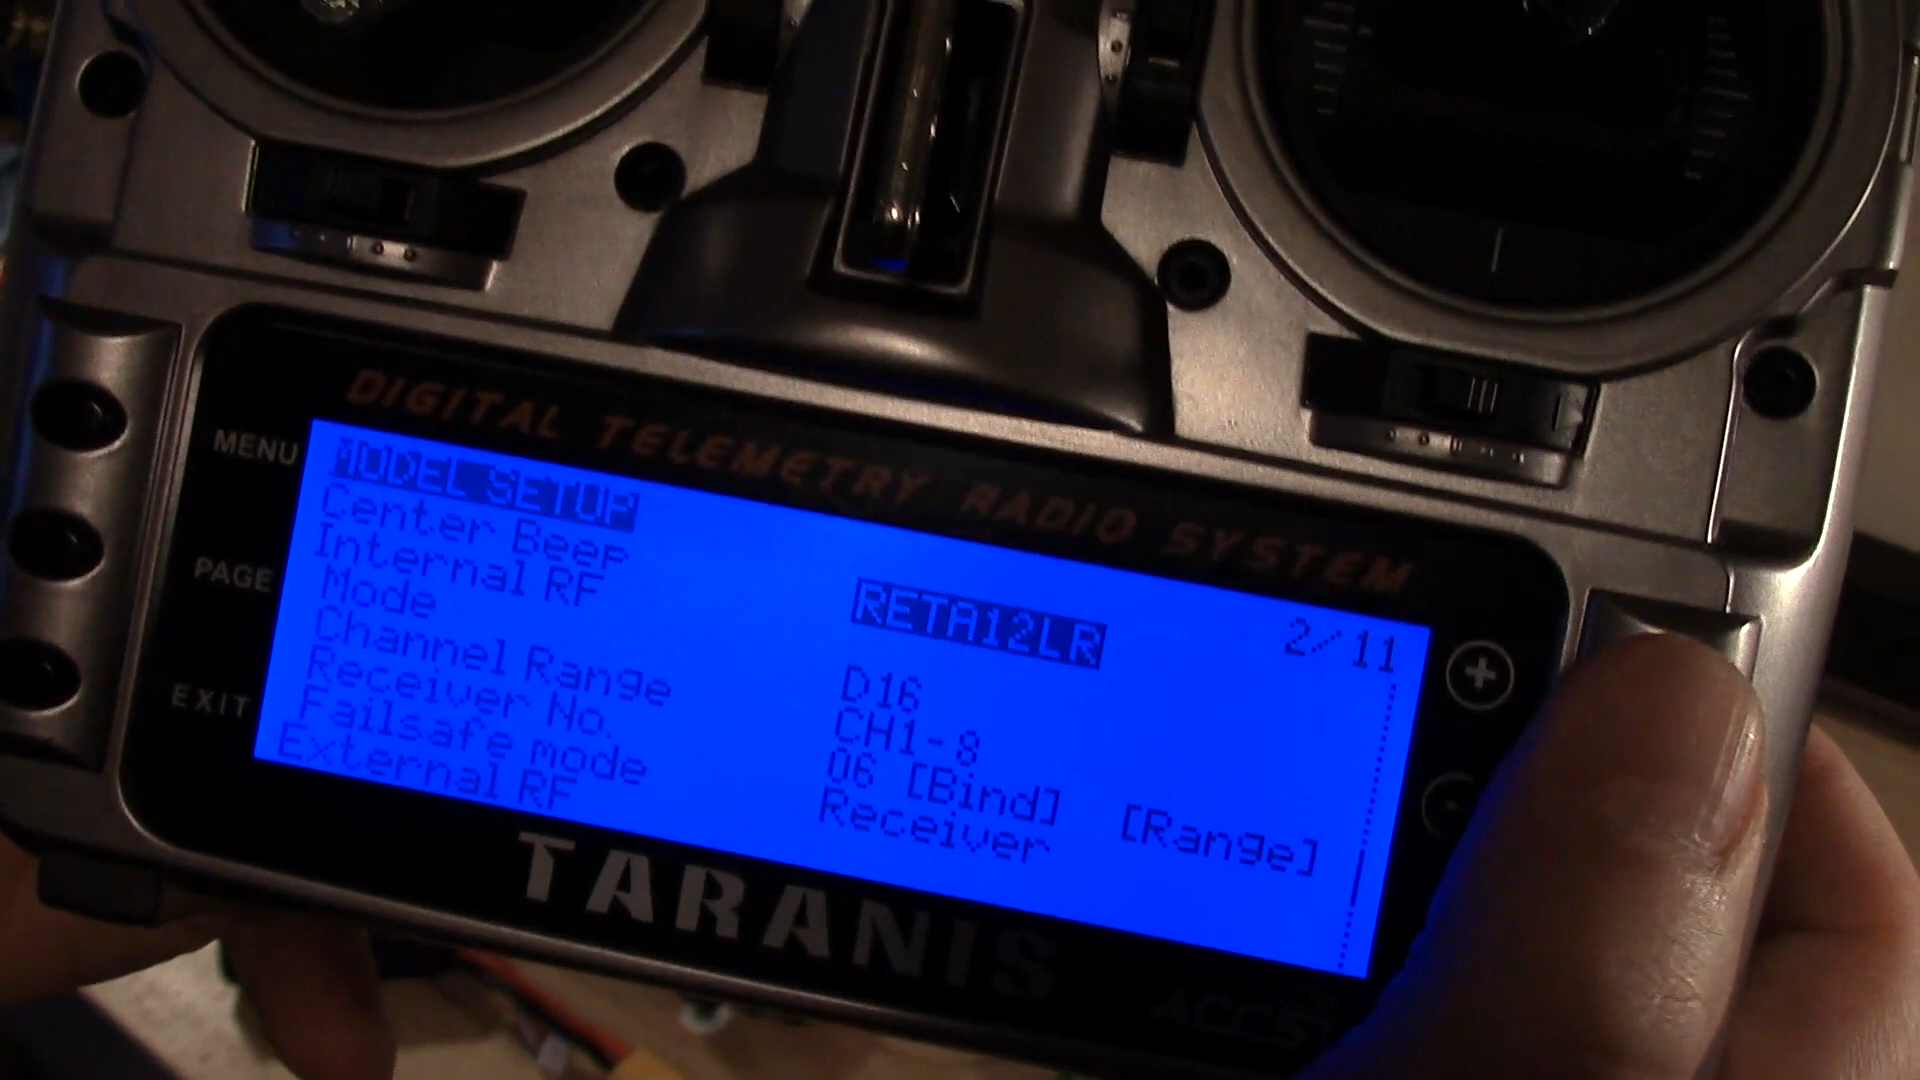 DIGITAL TELEMETRY RADIO SYSTEM
MENU
PAGE
EXIT
MODEL SETUP 2/11
Center Beep RETA12LR
Internal RF
Mode D16
Channel Range CH1-8
Receiver No. 06 [Bind] [Range]
Failsafe mode Receiver
External RF
+
-
TARANIS